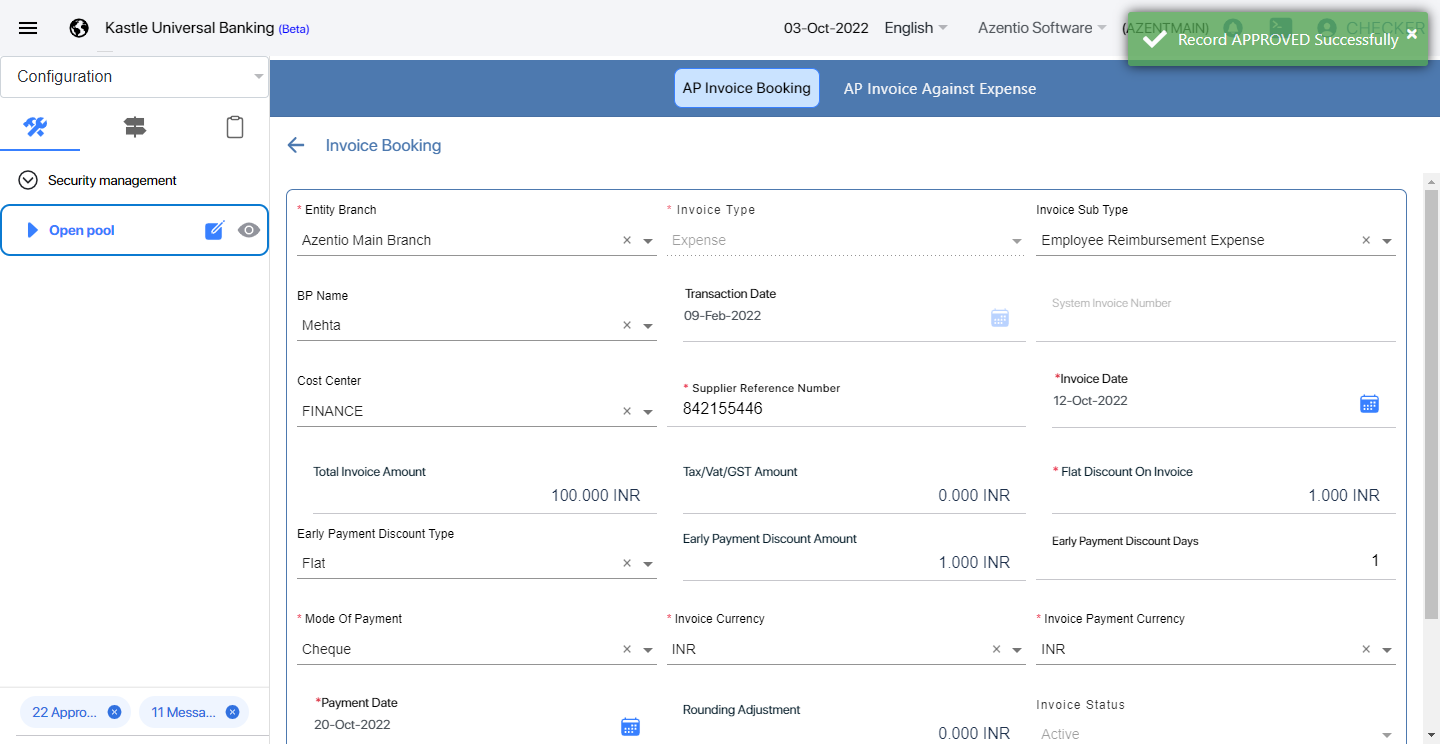 Kastle Universal Banking (Beta)
03-Oct-2022
English
Azentio Software
(AZENTMAIN)
CHECKER
Record APPROVED Successfully
Configuration
AP Invoice Booking
AP Invoice Against Expense
Invoice Booking
Security management
Open pool
* Entity Branch
Azentio Main Branch
* Invoice Type
Expense
Invoice Sub Type
Employee Reimbursement Expense
BP Name
Mehta
Transaction Date
09-Feb-2022
System Invoice Number
Cost Center
FINANCE
* Supplier Reference Number
842155446
*Invoice Date
12-Oct-2022
Total Invoice Amount
100.000 INR
Tax/Vat/GST Amount
0.000 INR
* Flat Discount On Invoice
1.000 INR
Early Payment Discount Type
Flat
Early Payment Discount Amount
1.000 INR
Early Payment Discount Days
1
* Mode Of Payment
Cheque
* Invoice Currency
INR
* Invoice Payment Currency
INR
*Payment Date
20-Oct-2022
Rounding Adjustment
0.000 INR
Invoice Status
Active
22 Appro...
11 Messa...